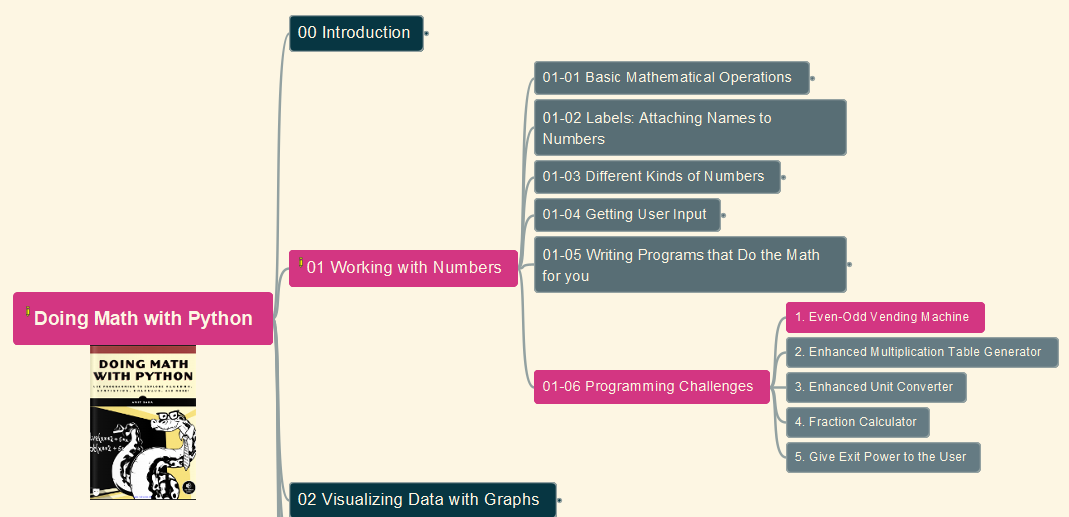 00 Introduction
01-01 Basic Mathematical Operations
01-02 Labels: Attaching Names to
Numbers
01-03 Different Kinds of Numbers
01-04 Getting User Input
01 Working with Numbers
01-05 Writing Programs that Do the Math
for you
Doing Math with Python
1. Even-Odd Vending Machine
2. Enhanced Multiplication Table Generator
01-06 Programming Challenges
3. Enhanced Unit Converter
4. Fraction Calculator
5. Give Exit Power to the User
DOING MATH
WITH PYTHON
02 Visualizing Data with Graphs